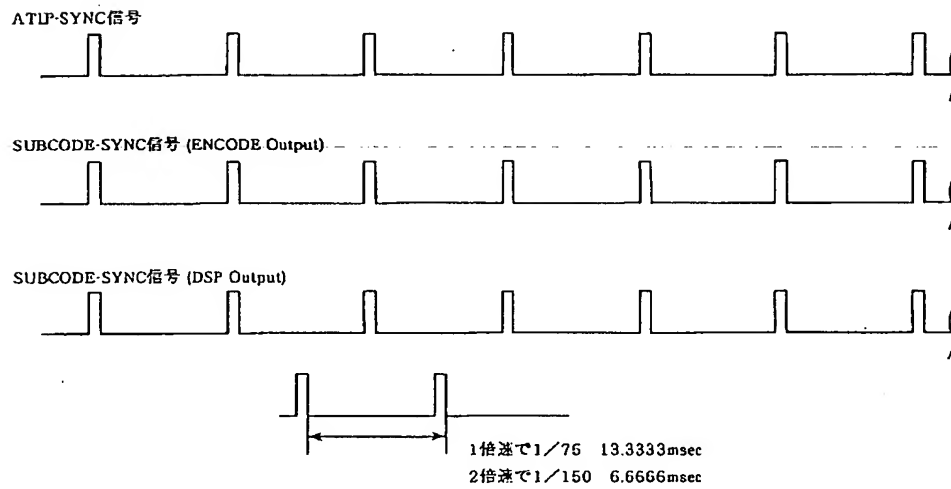 ATIP-SYNC信号
SUBCODE-SYNC信号 (ENCODE Output)
SUBCODE-SYNC信号 (DSP Output)
1倍速で1/75 13.3333msec
2倍速で1/150 6.6666msec